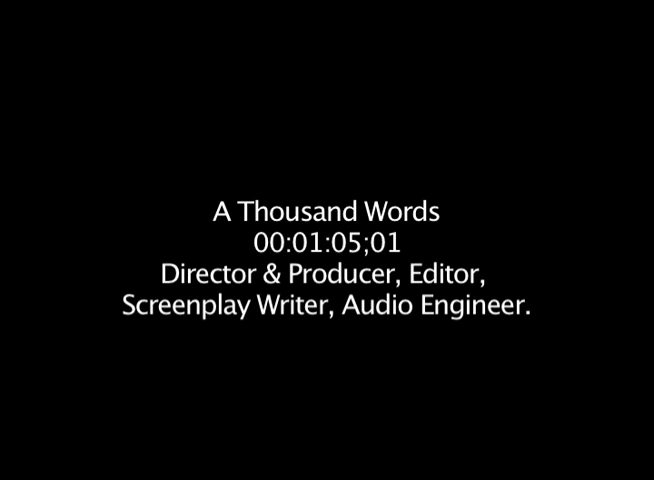 A Thousand Words
00:01:05;01
Director & Producer, Editor,
Screenplay Writer, Audio Engineer.